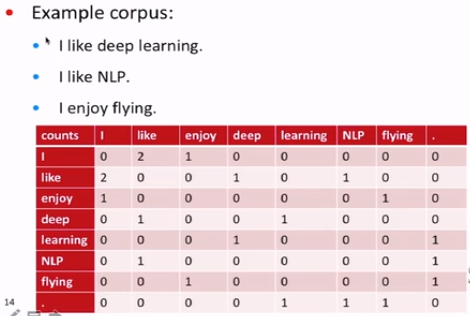 Example corpus:
I like deep learning.
I like NLP.
I enjoy flying.
counts I like enjoy deep learning NLP flying .
I 0 2 1 0 0 0 0 0
like 2 0 0 1 0 1 0 0
enjoy 1 0 0 0 0 0 1 0
deep 0 1 0 0 1 0 0 0
learning 0 0 0 1 0 0 0 1
NLP 0 1 0 0 0 0 0 1
flying 0 0 1 0 0 0 0 1
. 0 0 0 0 1 1 1 0
14